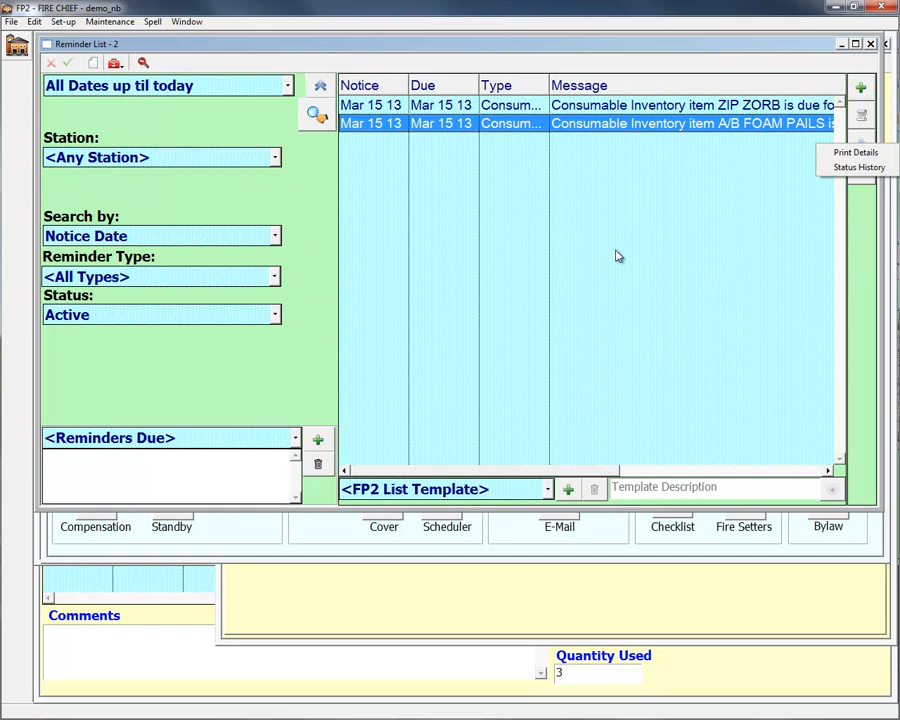 FP2 - FIRE CHIEF - demo_nb
File Edit Set-up Maintenance Spell Window
Reminder List - 2
All Dates up til today
Station:
<Any Station>
Search by:
Notice Date
Reminder Type:
<All Types>
Status:
Active
<Reminders Due>
Notice Due Type Message
Mar 15 13 Mar 15 13 Consum... Consumable Inventory item ZIP ZORB is due fo
Mar 15 13 Mar 15 13 Consum... Consumable Inventory item A/B FOAM PAILS is
Print Details
Status History
<FP2 List Template> Template Description
Compensation Standby Cover Scheduler E-Mail Checklist Fire Setters Bylaw
Comments
Quantity Used
3